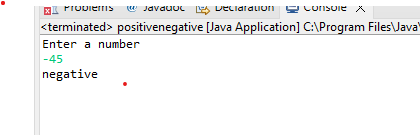 Problems @ Javadoc Declaration Console
<terminated> positivenegative [Java Application] C:\Program Files\Java\
Enter a number
-45
negative